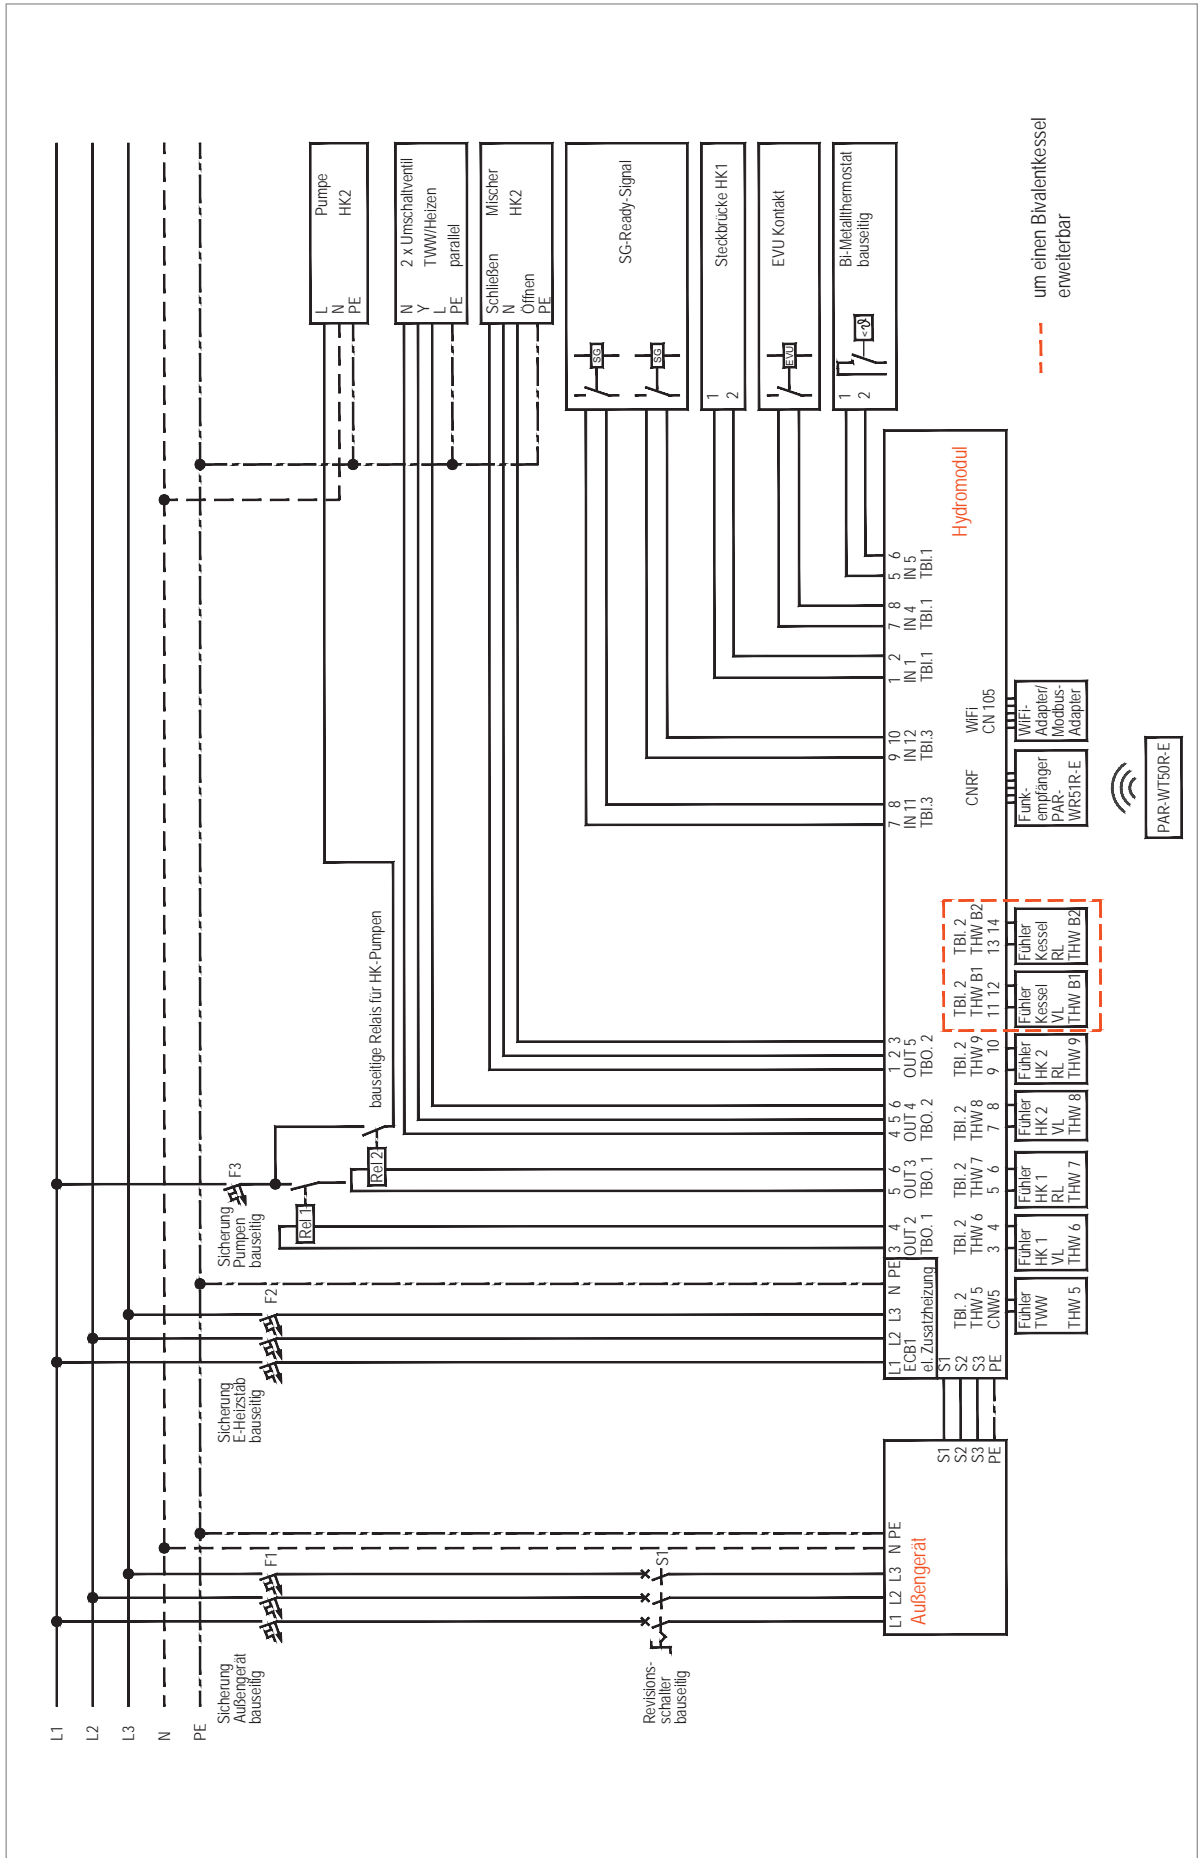 L1
L2
L3
N
PE
Sicherung
Außengerät
bauseitig
F1
Revisions-
schalter
bauseitig
S1
L1 L2 L3 N PE
Außengerät
S1
S2
S3
PE
Sicherung
E-Heizstab
bauseitig
F2
Sicherung
Pumpen
bauseitig
F3
Rel 1
Rel 2
bauseitige Relais für HK-Pumpen
Pumpe
HK2
L
N
PE
2 x Umschaltventil
TWW/Heizen
parallel
N
Y
L
PE
Mischer
HK2
Schließen
N
Öffnen
PE
SG-Ready-Signal
SG
SG
Steckbrücke HK1
1
2
EVU Kontakt
EVU
Bi-Metallthermostat
bauseitig
1
2
<ϑ
um einen Bivalentkessel
erweiterbar
Hydromodul
L1 L2 L3 N PE
ECB1
el. Zusatzheizung
S1
S2
S3
PE
3 4
OUT 2
TBO. 1
5 6
OUT 3
TBO. 1
4 5 6
OUT 4
TBO. 2
1 2 3
OUT 5
TBO. 2
7 8
IN 11
TBI.3
9 10
IN 12
TBI.3
1 2
IN 1
TBI.1
7 8
IN 4
TBI.1
5 6
IN 5
TBI.1
TBI. 2
THW 5
CNW5
TBI. 2
THW 6
3 4
TBI. 2
THW 7
5 6
TBI. 2
THW 8
7 8
TBI. 2
THW 9
9 10
TBI. 2
THW B1
11 12
TBI. 2
THW B2
13 14
CNRF
WiFi
CN 105
Fühler
TWW
THW 5
Fühler
HK 1
VL
THW 6
Fühler
HK 1
RL
THW 7
Fühler
HK 2
VL
THW 8
Fühler
HK 2
RL
THW 9
Fühler
Kessel
VL
THW B1
Fühler
Kessel
RL
THW B2
Funk-
empfänger
PAR-
WR51R-E
WiFi-
Adapter/
Modbus-
Adapter
PAR-WT50R-E